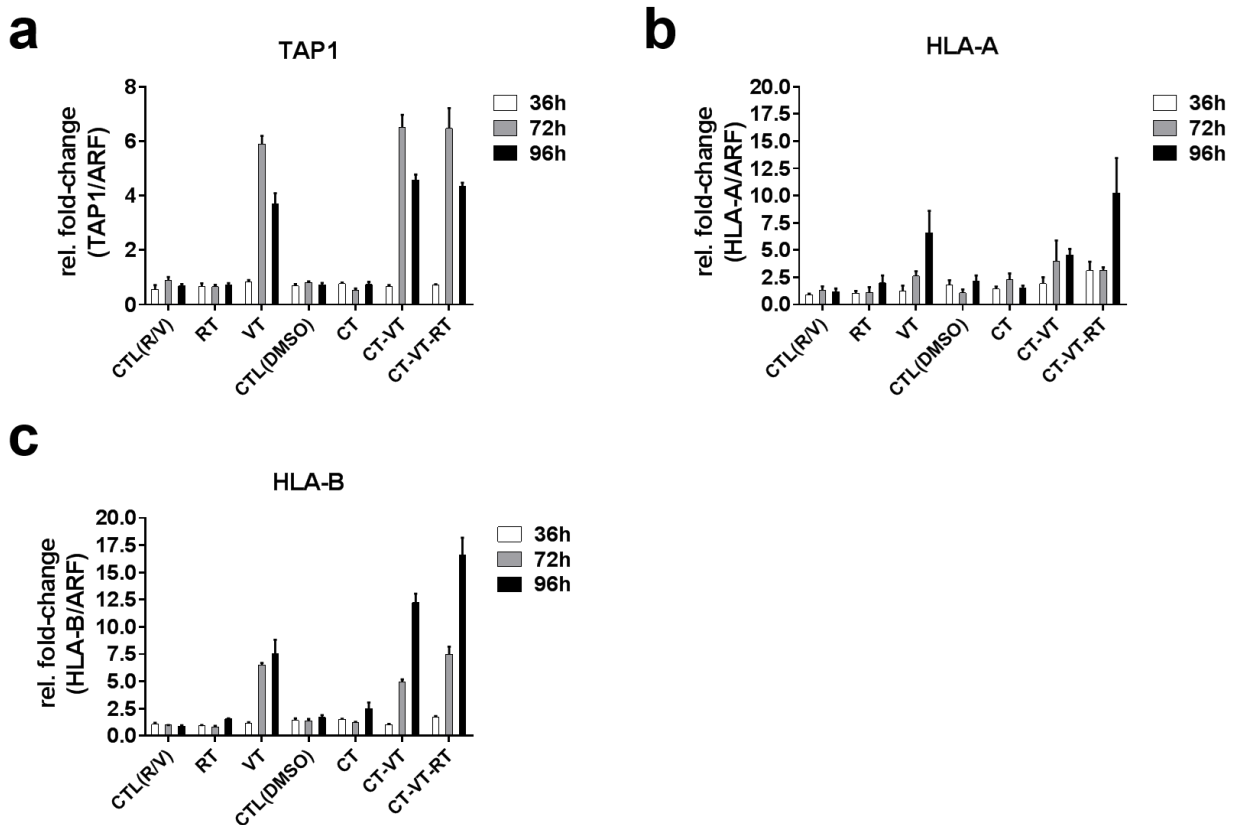 a
TAP1
rel. fold-change
(TAP1/ARF)
8
6
4
2
0
CTL(R/V)
RT
VT
CTL(DMSO)
CT
CT-VT
CT-VT-RT
36h
72h
96h
b
HLA-A
rel. fold-change
(HLA-A/ARF)
20.0
17.5
15.0
12.5
10.0
7.5
5.0
2.5
0.0
CTL(R/V)
RT
VT
CTL(DMSO)
CT
CT-VT
CT-VT-RT
36h
72h
96h
c
HLA-B
rel. fold-change
(HLA-B/ARF)
20.0
17.5
15.0
12.5
10.0
7.5
5.0
2.5
0.0
CTL(R/V)
RT
VT
CTL(DMSO)
CT
CT-VT
CT-VT-RT
36h
72h
96h